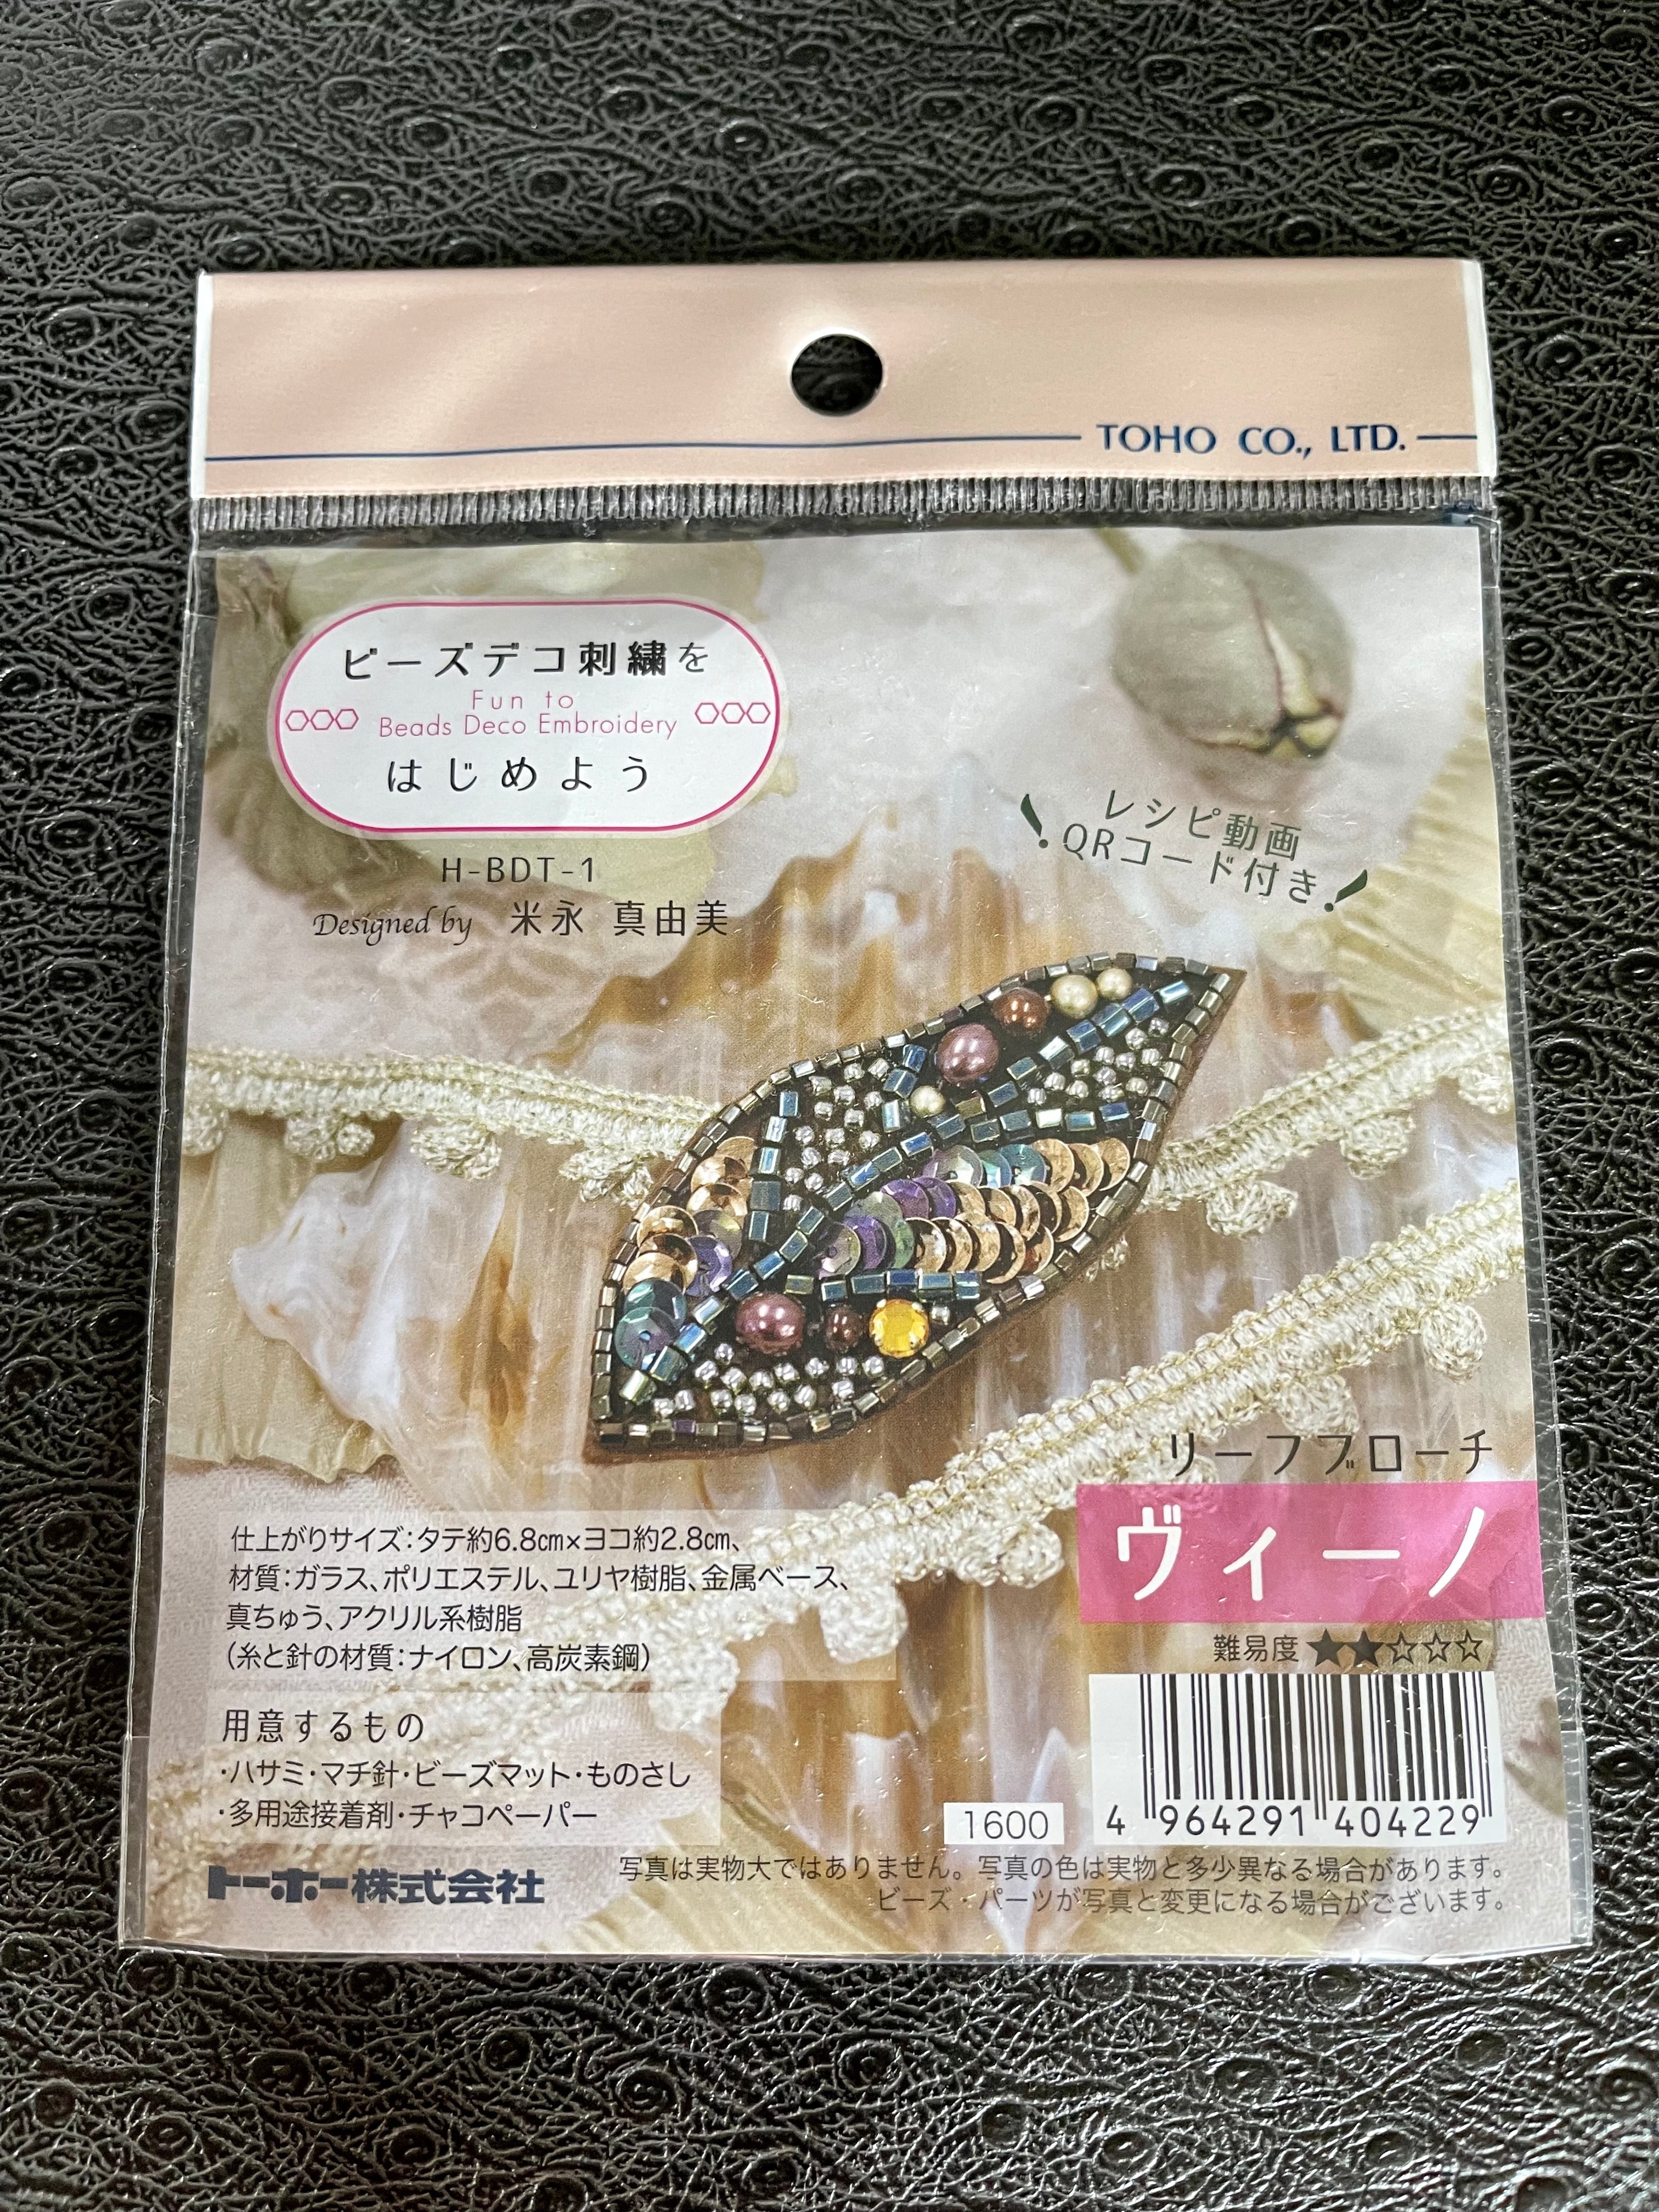 TOHO CO., LTD.
ビーズデコ刺繍を
Fun to
Beads Deco Embroidery
はじめよう
H-BDT-1
Designed by 米永 真由美
レシピ動画
QRコード付き
リーフブローチ
ヴィーノ
難易度★★☆☆☆
仕上がりサイズ:タテ約6.8㎝×ヨコ約2.8㎝、
材質:ガラス、ポリエステル、ユリヤ樹脂、金属ベース、
真ちゅう、アクリル系樹脂
(糸と針の材質:ナイロン、高炭素鋼)
用意するもの
・ハサミ・マチ針・ビーズマット・ものさし
・多用途接着剤・チャコペーパー
1600
4 964291 404229
トーホー株式会社
写真は実物大ではありません。写真の色は実物と多少異なる場合があります。
ビーズ・パーツが写真と変更になる場合がございます。